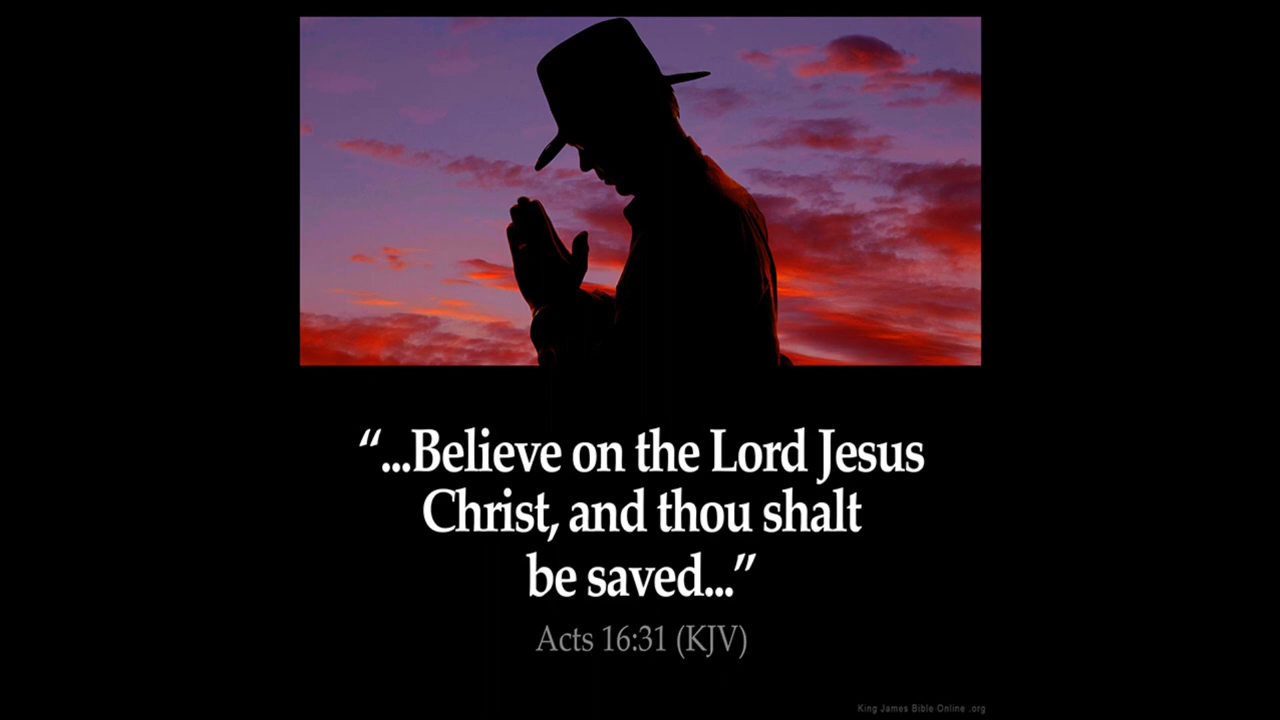 “...Believe on the Lord Jesus
Christ, and thou shalt
be saved...”
Acts 16:31 (KJV)
King James Bible Online .org